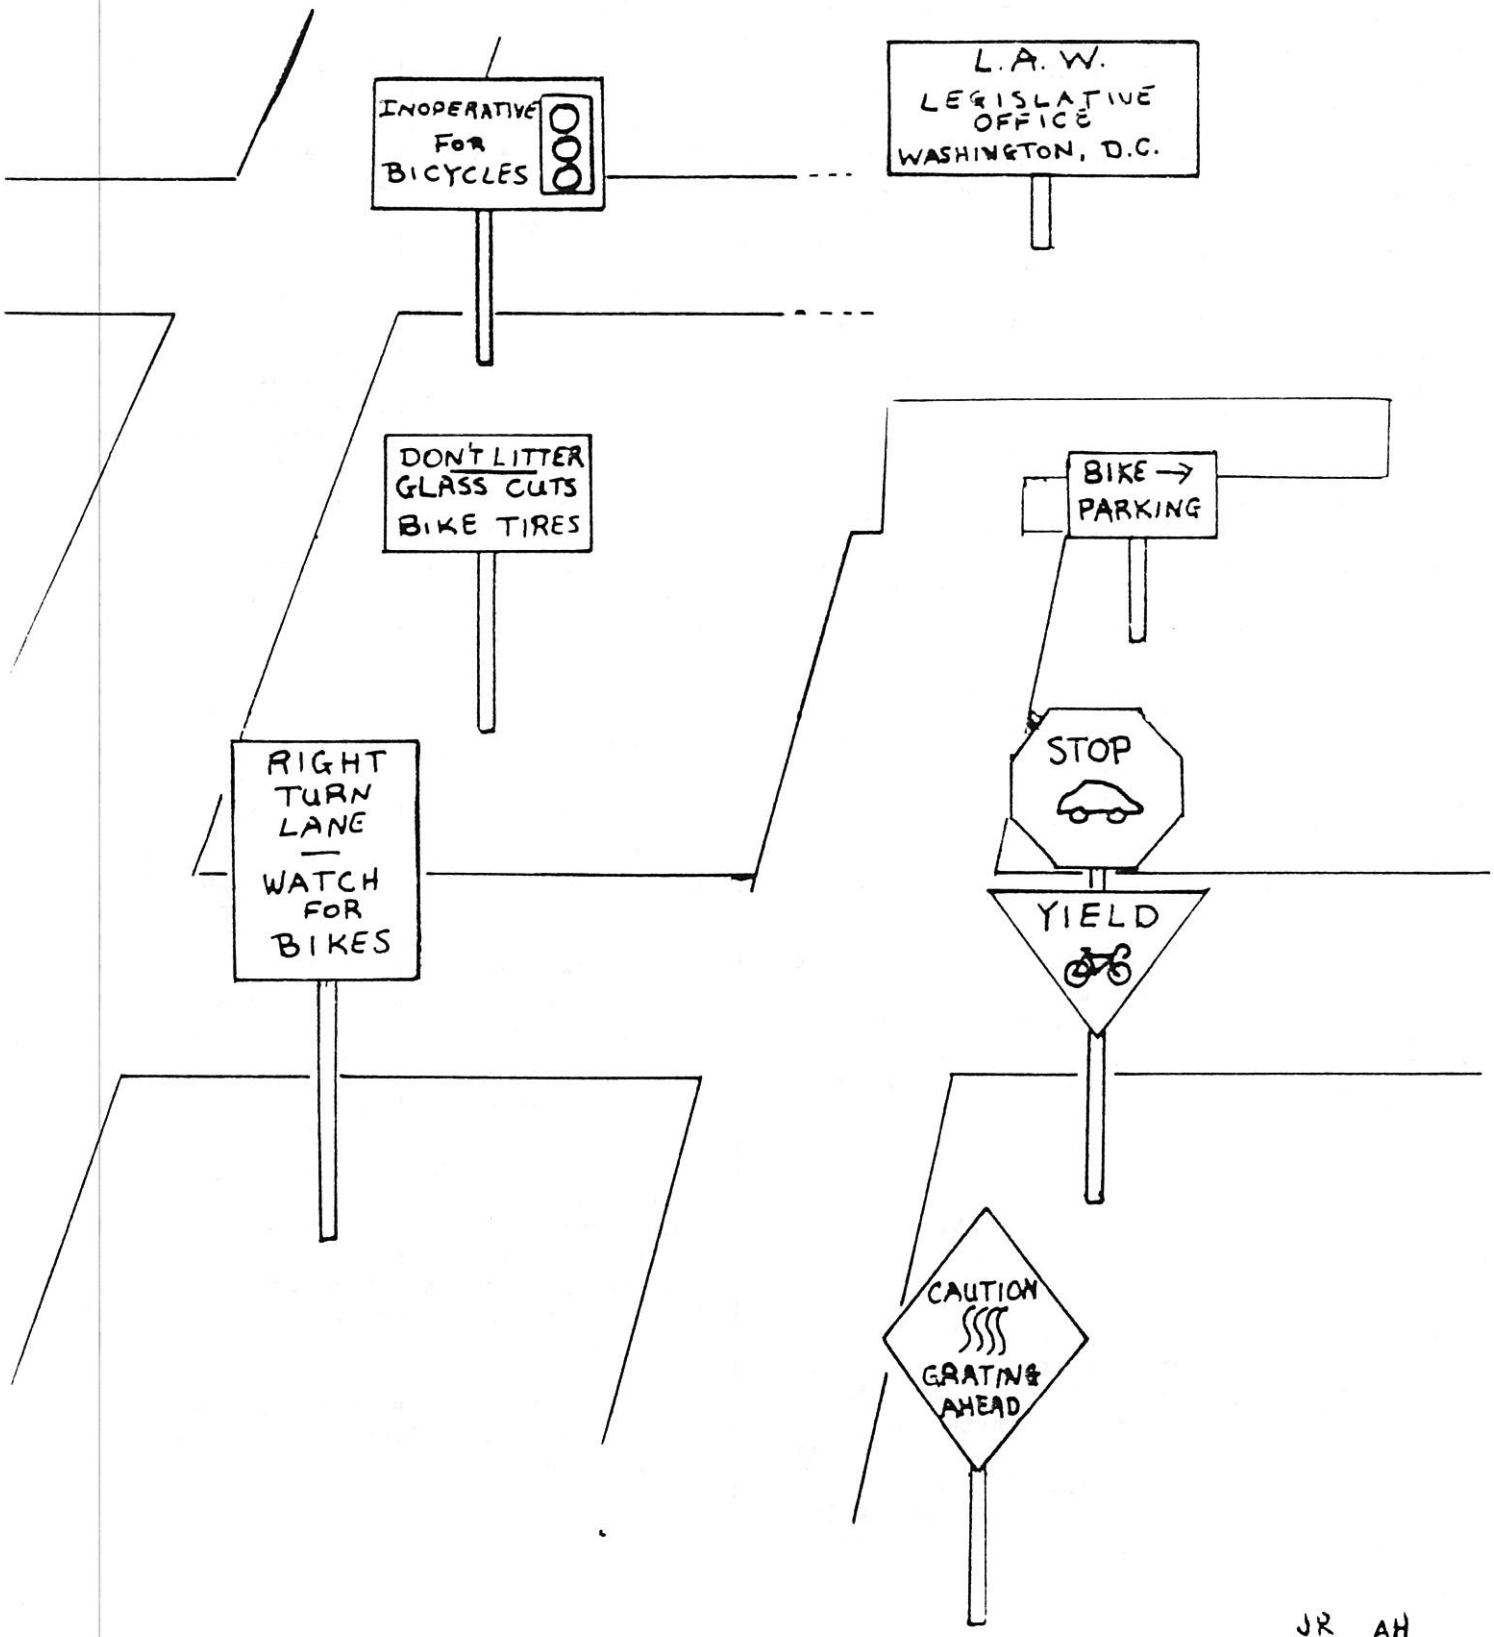 INOPERATIVE
FOR
BICYCLES
L.A.W.
LEGISLATIVE
OFFICE
WASHINGTON, D.C.
DON'T LITTER
GLASS CUTS
BIKE TIRES
BIKE →
PARKING
RIGHT
TURN
LANE
—
WATCH
FOR
BIKES
STOP
YIELD
CAUTION
GRATING
AHEAD
JR AH